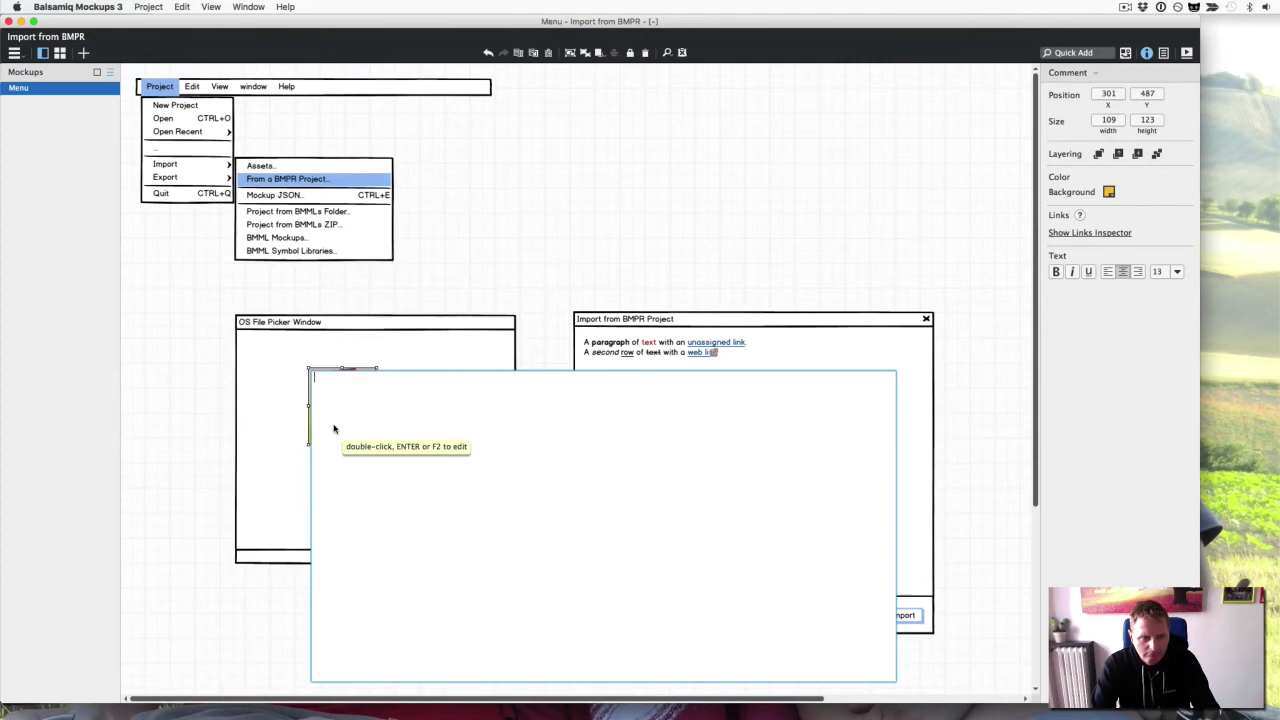 Balsamiq Mockups 3 Project Edit View Window Help
Menu - Import from BMPR - [-]
Import from BMPR
Quick Add
Mockups
Menu
Project Edit View window Help
New Project
Open CTRL+O
Open Recent
...
Import
Export
Quit CTRL+Q
Assets...
From a BMPR Project...
Mockup JSON... CTRL+E
Project from BMMLs Folder...
Project from BMMLs ZIP...
BMML Mockups...
BMML Symbol Libraries...
OS File Picker Window
Import from BMPR Project
A paragraph of text with an unassigned link.
A second row of text with a web li
double-click, ENTER or F2 to edit
mport
Comment
Position 301 487
X Y
Size 109 123
width height
Layering
Color
Background
Links ?
Show Links Inspector
Text
B i U 13